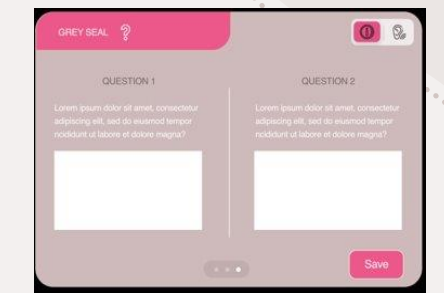 GREY SEAL ?
QUESTION 1
Lorem ipsum dolor sit amet, consectetur
adipiscing elit, sed do eiusmod tempor
ncididunt ut labore et dolore magna?
QUESTION 2
Lorem ipsum dolor sit amet, consectetur
adipiscing elit, sed do eiusmod tempor
ncididunt ut labore et dolore magna?
Save